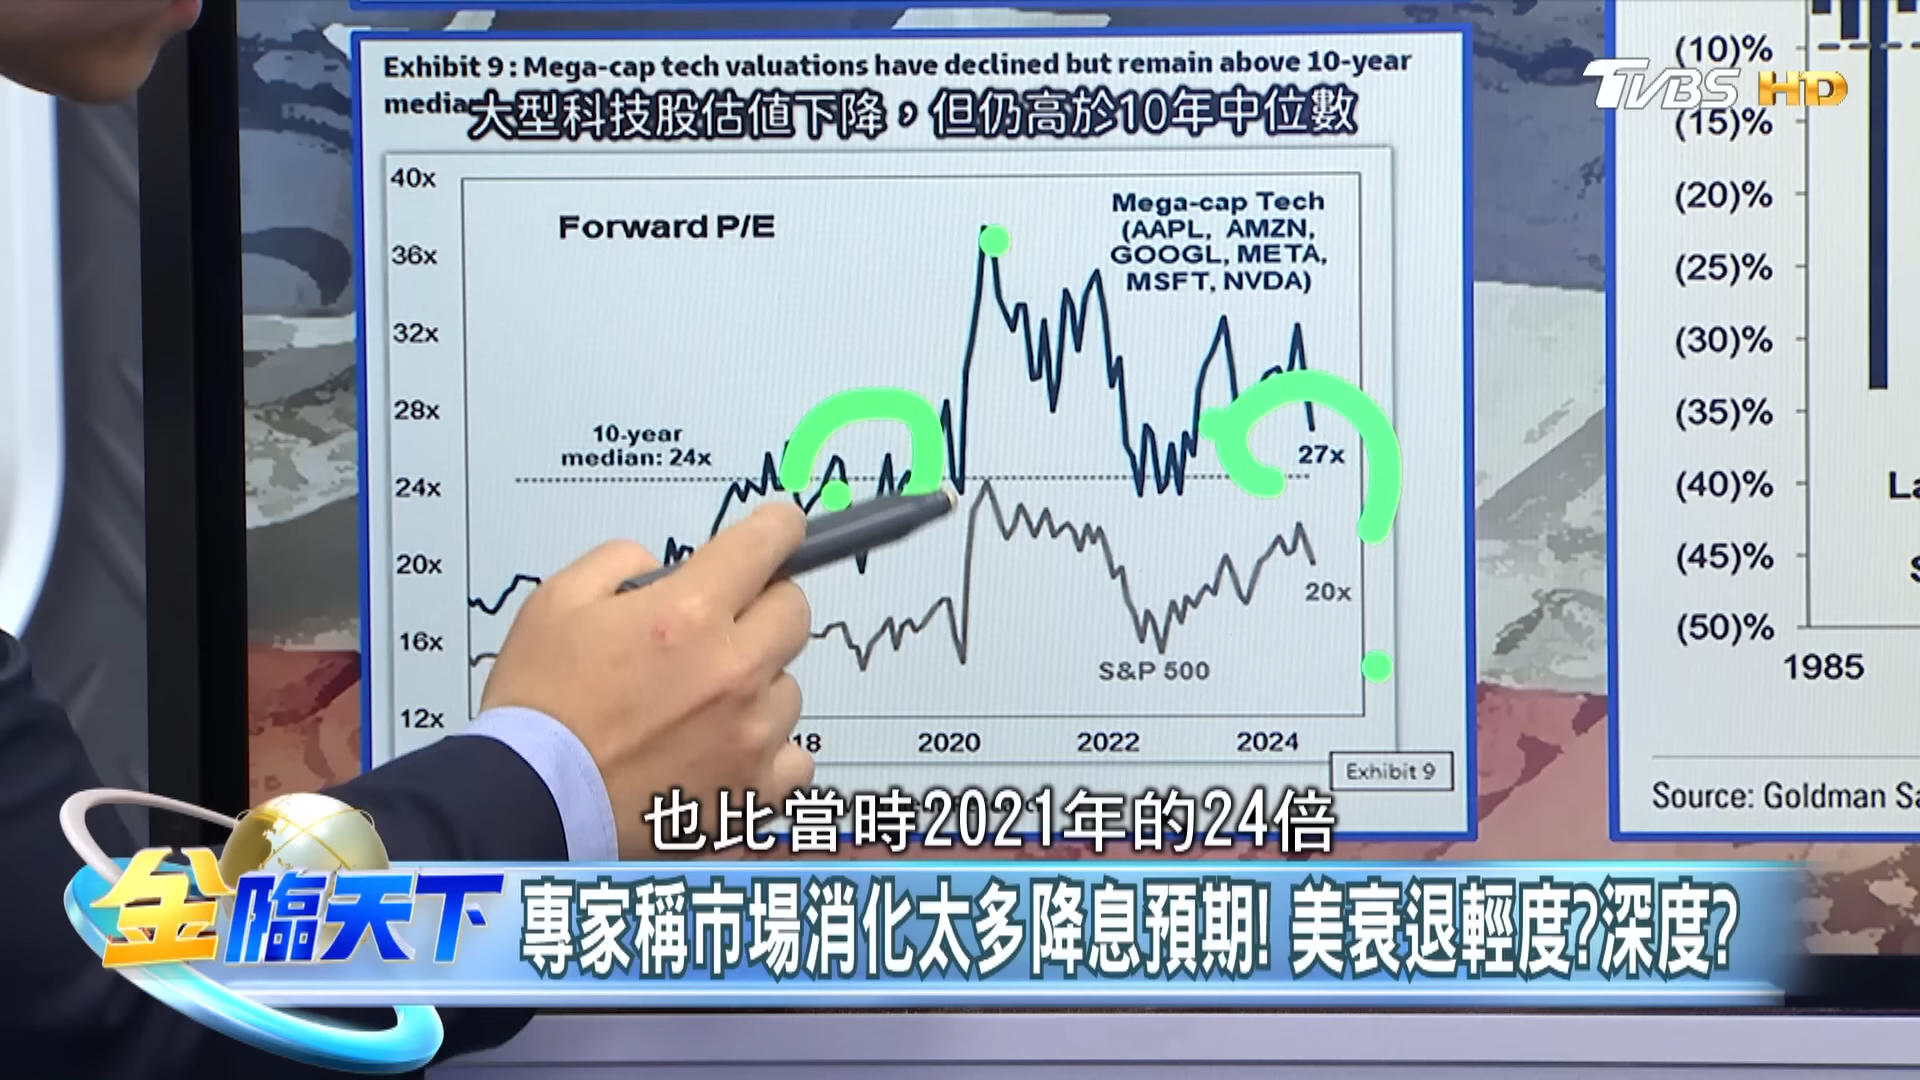 Exhibit 9 : Mega-cap tech valuations have declined but remain above 10-year
media
大型科技股估值下降，但仍高於10年中位數
40x
36x
32x
28x
24x
20x
16x
12x
Forward P/E
Mega-cap Tech
(AAPL, AMZN,
GOOGL, META,
MSFT, NVDA)
10-year
median: 24x
27x
20x
S&P 500
18
2020
2022
2024
Exhibit 9
TVBS HD
(10)%
(15)%
(20)%
(25)%
(30)%
(35)%
(40)%
(45)%
(50)%
1985
La
S
Source: Goldman Sa
也比當時2021年的24倍
金臨天下
專家稱市場消化太多降息預期! 美衰退輕度?深度?